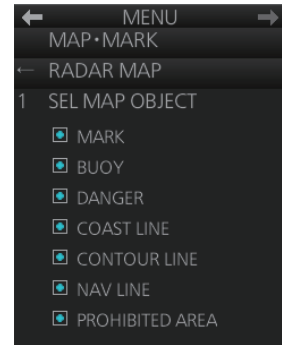 ← MENU →
MAP・MARK
← RADAR MAP
1 SEL MAP OBJECT
MARK
BUOY
DANGER
COAST LINE
CONTOUR LINE
NAV LINE
PROHIBITED AREA